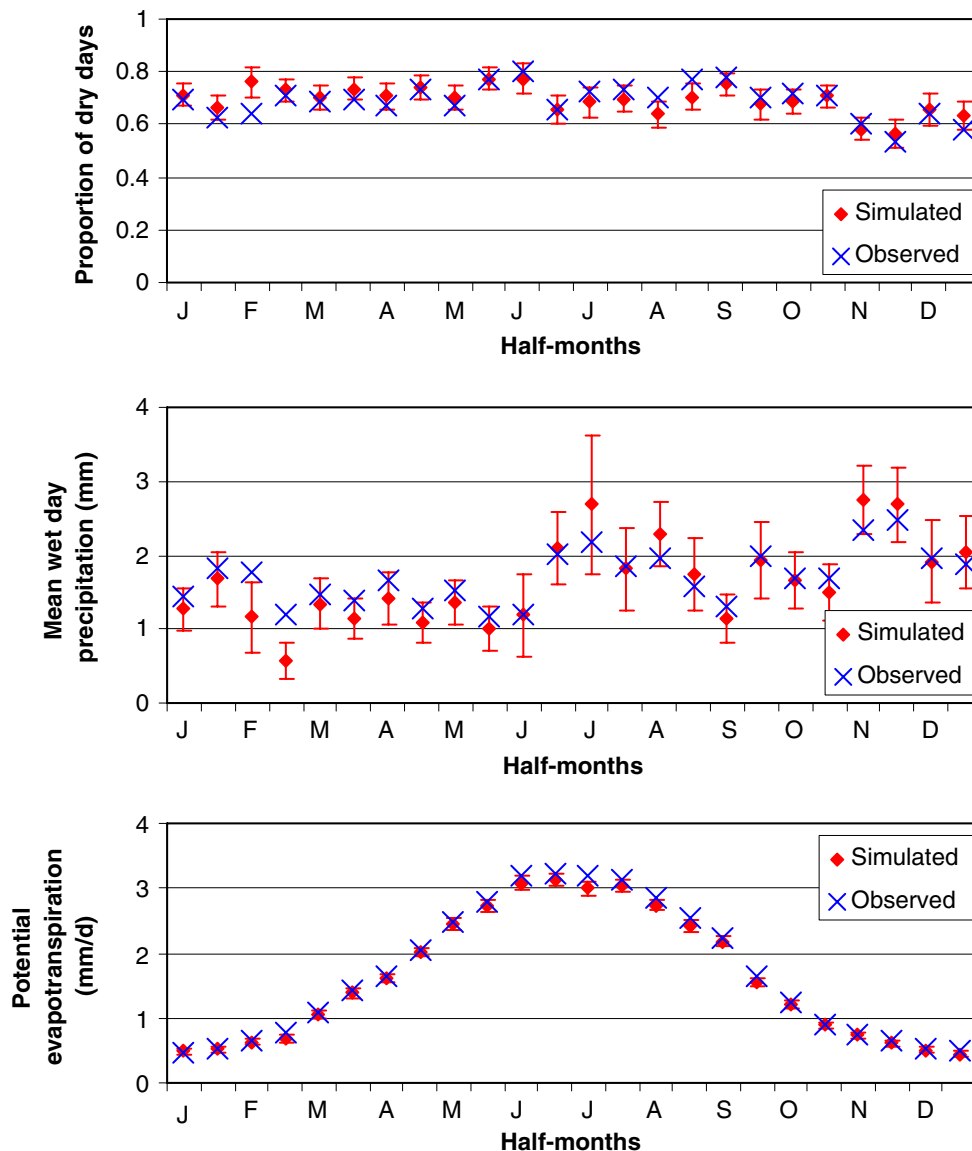 Proportion of dry days
1
0.8
0.6
0.4
0.2
0
Simulated
Observed
J F M A M J J A S O N D
Half-months
Mean wet day
precipitation (mm)
4
3
2
1
0
Simulated
Observed
J F M A M J J A S O N D
Half-months
Potential
evapotranspiration
(mm/d)
4
3
2
1
0
Simulated
Observed
J F M A M J J A S O N D
Half-months